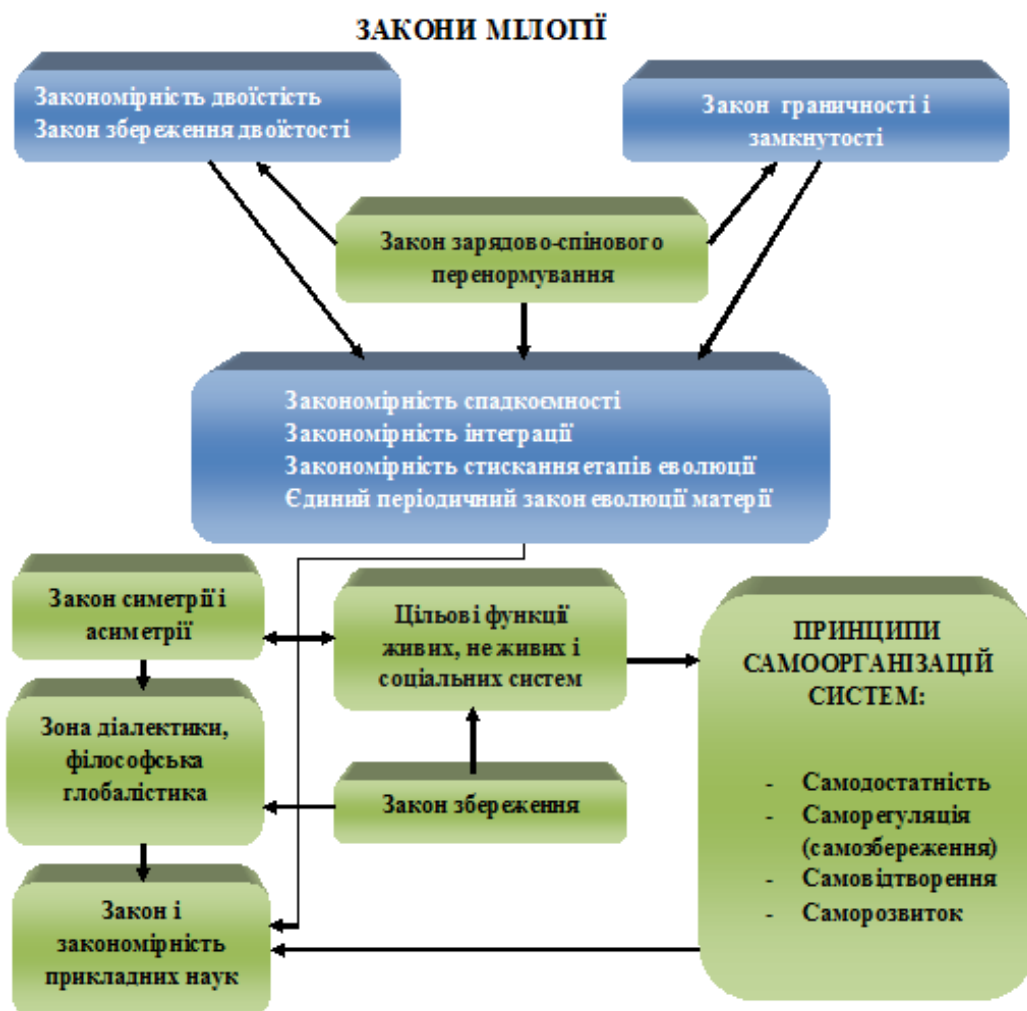 ЗАКОНИ МІЛОГІЇ
Закономірність двоїстість
Закон збереження двоїстості
Закон граничності і
замкнутості
Закон зарядово-спінового
перенормування
Закономірність спадкоємності
Закономірність інтеграції
Закономірність стискання етапів еволюції
Єдиний періодичний закон еволюції матерії
Закон симетрії і
асиметрії
Цільові функції
живих, не живих і
соціальних систем
ПРИНЦИПИ
САМООРГАНІЗАЦІЙ
СИСТЕМ:
- Самодостатність
- Саморегуляція
(самозбереження)
- Самовідтворення
- Саморозвиток
Зона діалектики,
філософська
глобалістика
Закон збереження
Закон і
закономірність
прикладних наук